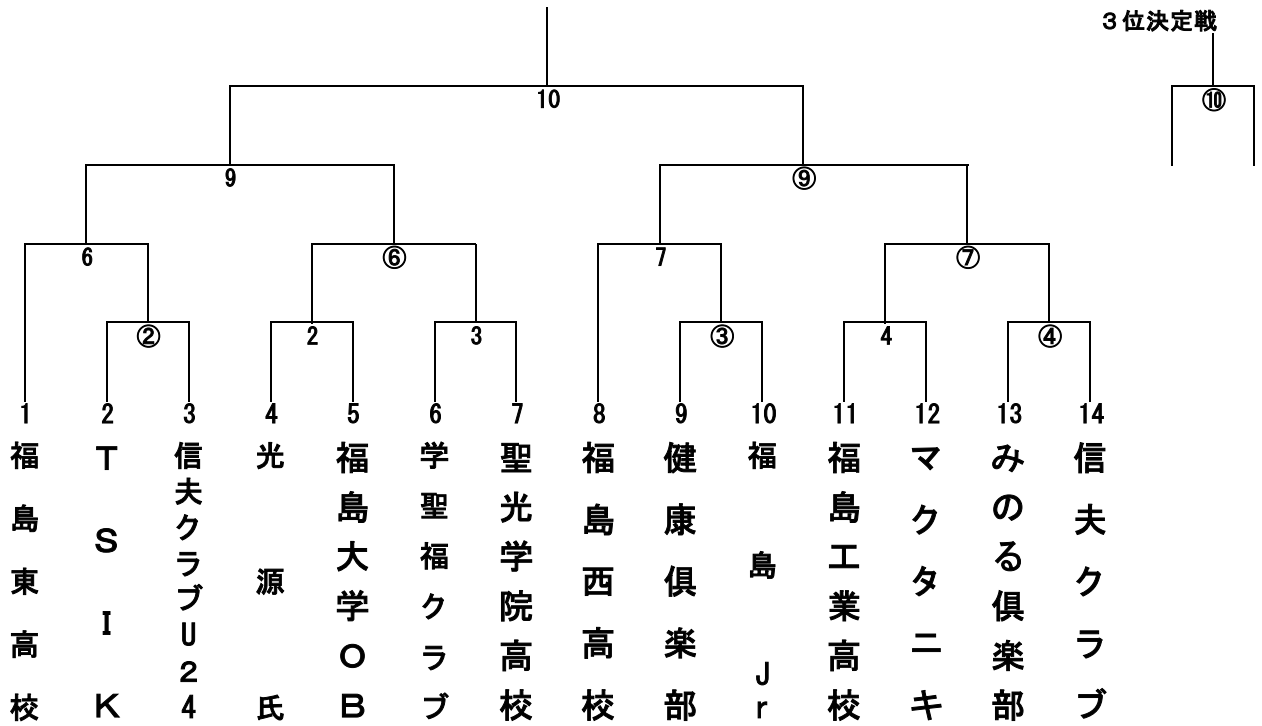 ３位決定戦
10
⑩
9
⑨
6
⑥
7
⑦
②
2
3
③
4
④
1
2
3
4
5
6
7
8
9
10
11
12
13
14
福島東高校
ＴＳＩＫ
信夫クラブU24
光源氏
福島大学ＯＢ
学聖福クラブ
聖光学院高校
福島西高校
健康倶楽部
福島Jr
福島工業高校
マクタニキ
みのる倶楽部
信夫クラブ